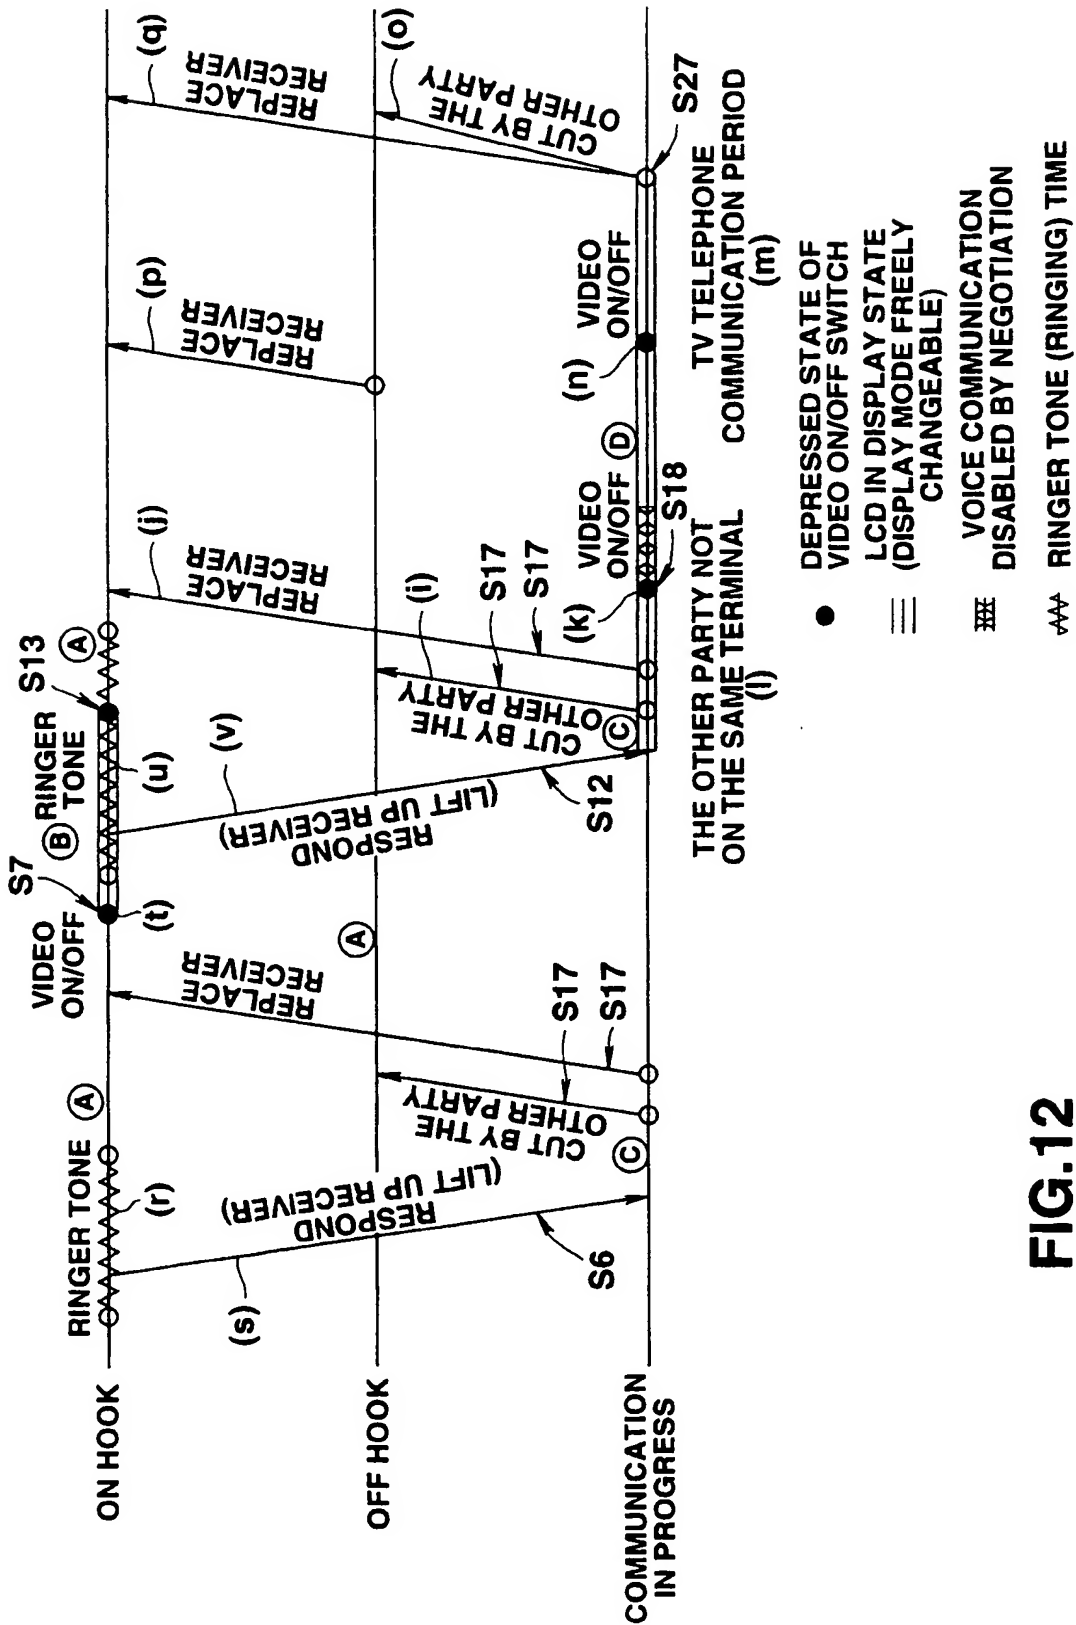 ON HOOK
RINGER TONE
(r)
A
VIDEO
ON/OFF
(t)
S7
B
RINGER
TONE
(u)
S13
A
(s)
RESPOND
(LIFT UP RECEIVER)
S6
(v)
RESPOND
(LIFT UP RECEIVER)
S12
REPLACE
RECEIVER
REPLACE
RECEIVER
(j)
REPLACE
RECEIVER
(p)
REPLACE
RECEIVER
(q)
OFF HOOK
A
CUT BY THE
OTHER PARTY
S17
S17
CUT BY THE
OTHER PARTY
(i)
S17
S17
CUT BY THE
OTHER PARTY
(o)
COMMUNICATION
IN PROGRESS
C
C
(k)
VIDEO
ON/OFF
S18
D
(n)
VIDEO
ON/OFF
S27
THE OTHER PARTY NOT
ON THE SAME TERMINAL
(l)
TV TELEPHONE
COMMUNICATION PERIOD
(m)
DEPRESSED STATE OF
VIDEO ON/OFF SWITCH
LCD IN DISPLAY STATE
(DISPLAY MODE FREELY
CHANGEABLE)
VOICE COMMUNICATION
DISABLED BY NEGOTIATION
RINGER TONE (RINGING) TIME
FIG.12